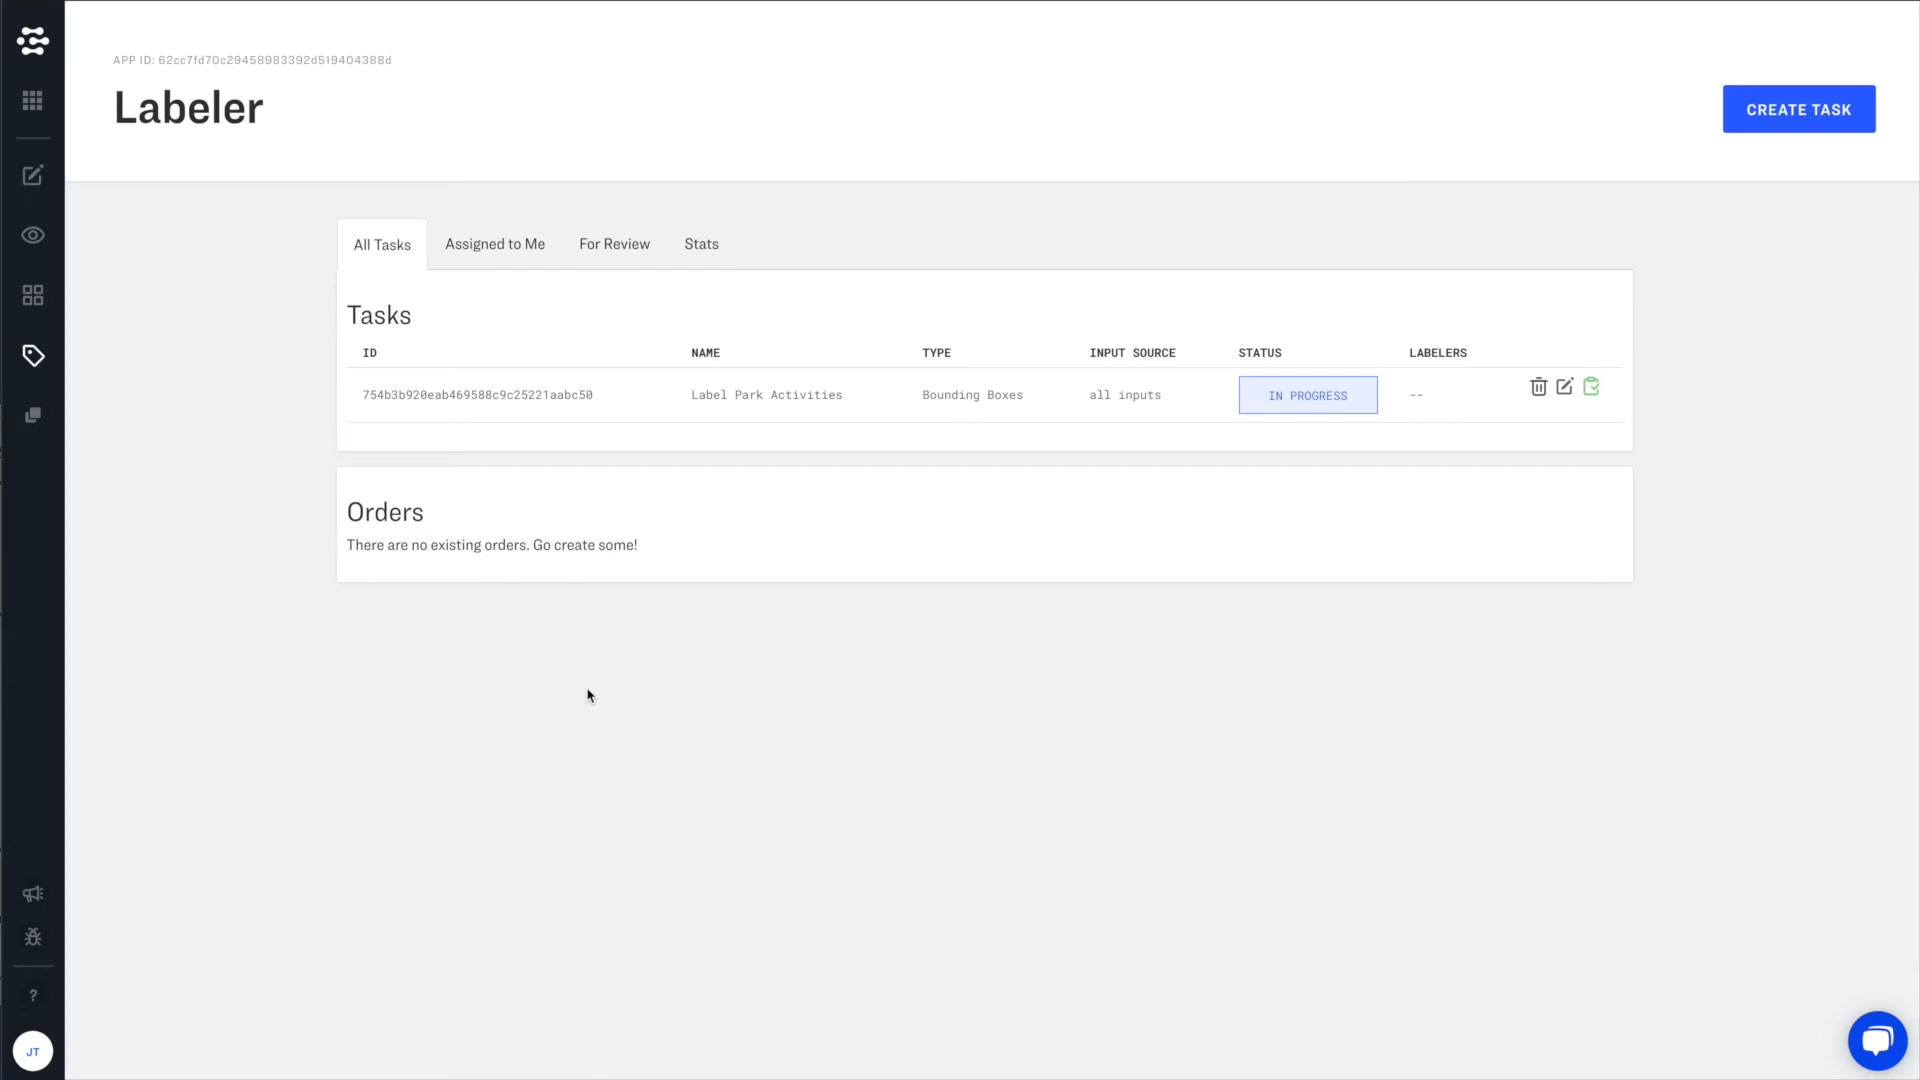 APP ID: 62cc7fd70c29458983392d519404388d
Labeler
CREATE TASK
All Tasks Assigned to Me For Review Stats
Tasks
ID NAME TYPE INPUT SOURCE STATUS LABELERS
754b3b920eab469588c9c25221aabc50 Label Park Activities Bounding Boxes all inputs IN PROGRESS --
Orders
There are no existing orders. Go create some!
?
JT